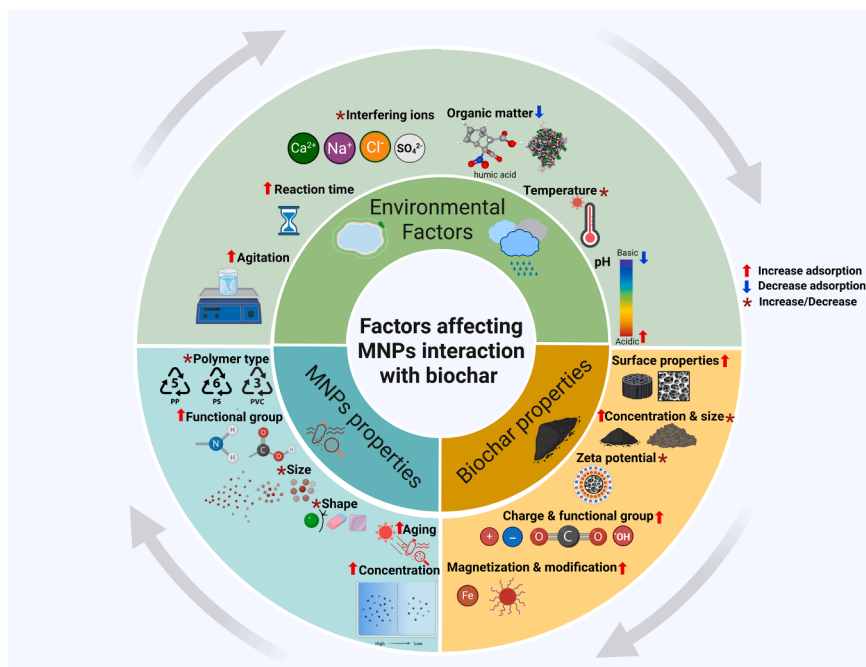 *Interfering ions
Organic matter
Ca²⁺
Na⁺
Cl⁻
SO₄²⁻
humic acid
Reaction time
Temperature*
Environmental
Factors
Agitation
pH
Basic
Acidic
Increase adsorption
Decrease adsorption
* Increase/Decrease
Factors affecting
MNPs interaction
with biochar
*Polymer type
5
6
3
PP
PS
PVC
Functional group
N
H
H
O
C
O
H
*Size
*Shape
Aging
Concentration
High
Low
MNPs properties
Biochar properties
Surface properties
Concentration & size*
Zeta potential*
Charge & functional group
+
−
O
C
O
⁻OH
Magnetization & modification
Fe